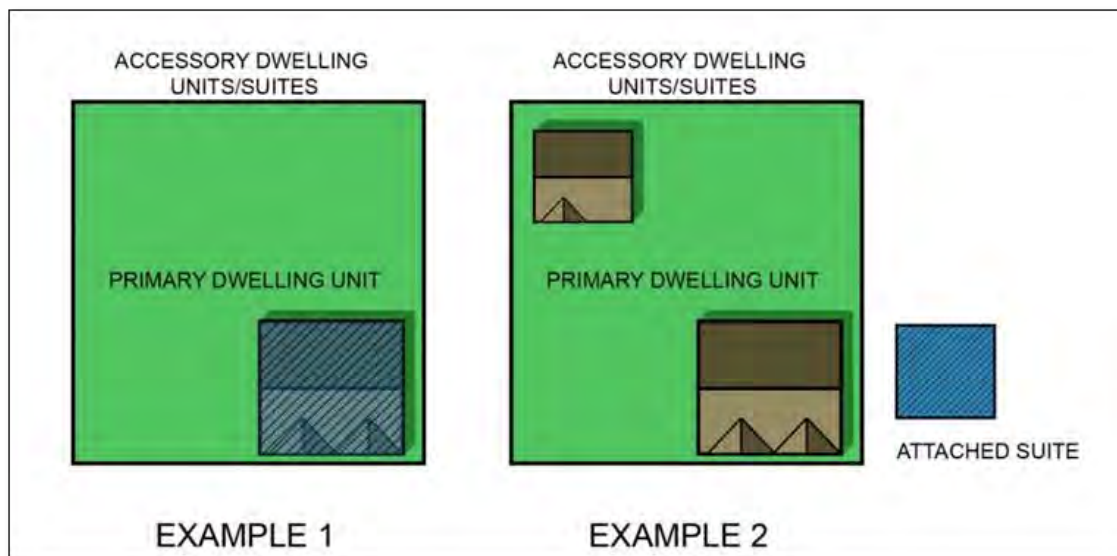 ACCESSORY DWELLING
UNITS/SUITES
PRIMARY DWELLING UNIT
EXAMPLE 1
ACCESSORY DWELLING
UNITS/SUITES
PRIMARY DWELLING UNIT
EXAMPLE 2
ATTACHED SUITE